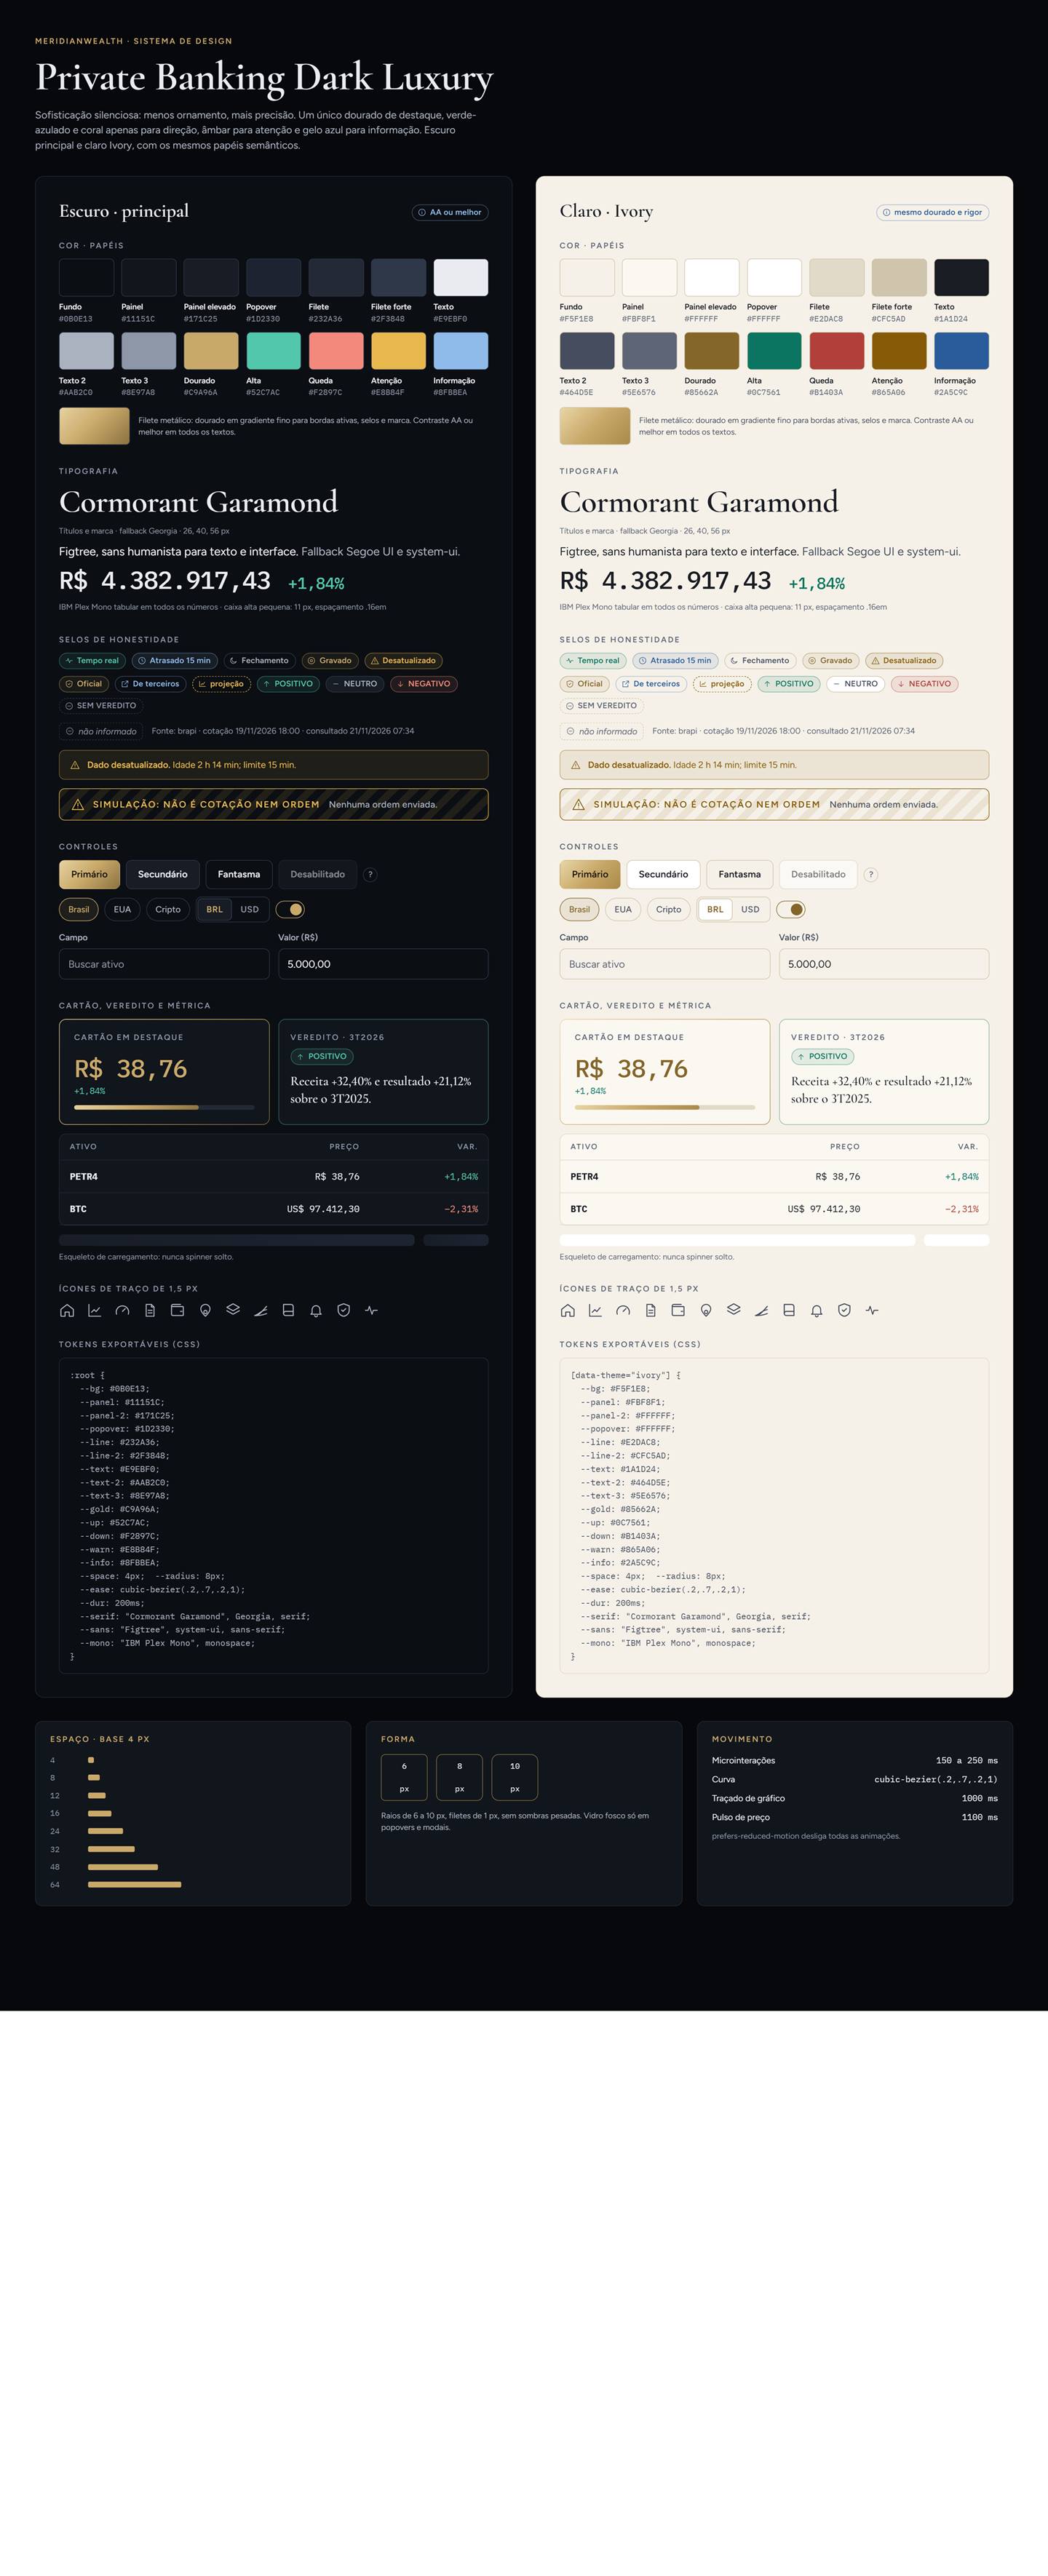 MERIDIANWEALTH · SISTEMA DE DESIGN
Private Banking Dark Luxury
Sofisticação silenciosa: menos ornamento, mais precisão. Um único dourado de destaque, verde-
azulado e coral apenas para direção, âmbar para atenção e gelo azul para informação. Escuro
principal e claro Ivory, com os mesmos papéis semânticos.
Escuro · principal
AA ou melhor
COR · PAPÉIS
Fundo Painel Painel elevado Popover Filete Filete forte Texto
#0B0E13 #11151C #171C25 #1D2330 #232A36 #2F3848 #E9EBF0
Texto 2 Texto 3 Dourado Alta Queda Atenção Informação
#AAB2C0 #8E97A8 #C9A96A #52C7AC #F2897C #E8B84F #8FBBEA
Filete metálico: dourado em gradiente fino para bordas ativas, selos e marca. Contraste AA ou
melhor em todos os textos.
TIPOGRAFIA
Cormorant Garamond
Títulos e marca · fallback Georgia · 26, 40, 56 px
Figtree, sans humanista para texto e interface. Fallback Segoe UI e system-ui.
R$ 4.382.917,43 +1,84%
IBM Plex Mono tabular em todos os números · caixa alta pequena: 11 px, espaçamento .16em
SELOS DE HONESTIDADE
Tempo real Atrasado 15 min Fechamento Gravado Desatualizado
Oficial De terceiros projeção POSITIVO NEUTRO NEGATIVO
SEM VEREDITO
não informado Fonte: brapi · cotação 19/11/2026 18:00 · consultado 21/11/2026 07:34
Dado desatualizado. Idade 2 h 14 min; limite 15 min.
SIMULAÇÃO: NÃO É COTAÇÃO NEM ORDEM Nenhuma ordem enviada.
CONTROLES
Primário Secundário Fantasma Desabilitado ?
Brasil EUA Cripto BRL USD
Campo Valor (R$)
Buscar ativo 5.000,00
CARTÃO, VEREDITO E MÉTRICA
CARTÃO EM DESTAQUE
R$ 38,76
+1,84%
VEREDITO · 3T2026
POSITIVO
Receita +32,40% e resultado +21,12%
sobre o 3T2025.
ATIVO PREÇO VAR.
PETR4 R$ 38,76 +1,84%
BTC US$ 97.412,30 −2,31%
Esqueleto de carregamento: nunca spinner solto.
ÍCONES DE TRAÇO DE 1,5 PX
TOKENS EXPORTÁVEIS (CSS)
:root {
--bg: #0B0E13;
--panel: #11151C;
--panel-2: #171C25;
--popover: #1D2330;
--line: #232A36;
--line-2: #2F3848;
--text: #E9EBF0;
--text-2: #AAB2C0;
--text-3: #8E97A8;
--gold: #C9A96A;
--up: #52C7AC;
--down: #F2897C;
--warn: #E8B84F;
--info: #8FBBEA;
--space: 4px; --radius: 8px;
--ease: cubic-bezier(.2,.7,.2,1);
--dur: 200ms;
--serif: "Cormorant Garamond", Georgia, serif;
--sans: "Figtree", system-ui, sans-serif;
--mono: "IBM Plex Mono", monospace;
}
Claro · Ivory
mesmo dourado e rigor
COR · PAPÉIS
Fundo Painel Painel elevado Popover Filete Filete forte Texto
#F5F1E8 #FBF8F1 #FFFFFF #FFFFFF #E2DAC8 #CFC5AD #1A1D24
Texto 2 Texto 3 Dourado Alta Queda Atenção Informação
#464D5E #5E6576 #85662A #0C7561 #B1403A #865A06 #2A5C9C
Filete metálico: dourado em gradiente fino para bordas ativas, selos e marca. Contraste AA ou
melhor em todos os textos.
TIPOGRAFIA
Cormorant Garamond
Títulos e marca · fallback Georgia · 26, 40, 56 px
Figtree, sans humanista para texto e interface. Fallback Segoe UI e system-ui.
R$ 4.382.917,43 +1,84%
IBM Plex Mono tabular em todos os números · caixa alta pequena: 11 px, espaçamento .16em
SELOS DE HONESTIDADE
Tempo real Atrasado 15 min Fechamento Gravado Desatualizado
Oficial De terceiros projeção POSITIVO NEUTRO NEGATIVO
SEM VEREDITO
não informado Fonte: brapi · cotação 19/11/2026 18:00 · consultado 21/11/2026 07:34
Dado desatualizado. Idade 2 h 14 min; limite 15 min.
SIMULAÇÃO: NÃO É COTAÇÃO NEM ORDEM Nenhuma ordem enviada.
CONTROLES
Primário Secundário Fantasma Desabilitado ?
Brasil EUA Cripto BRL USD
Campo Valor (R$)
Buscar ativo 5.000,00
CARTÃO, VEREDITO E MÉTRICA
CARTÃO EM DESTAQUE
R$ 38,76
+1,84%
VEREDITO · 3T2026
POSITIVO
Receita +32,40% e resultado +21,12%
sobre o 3T2025.
ATIVO PREÇO VAR.
PETR4 R$ 38,76 +1,84%
BTC US$ 97.412,30 −2,31%
Esqueleto de carregamento: nunca spinner solto.
ÍCONES DE TRAÇO DE 1,5 PX
TOKENS EXPORTÁVEIS (CSS)
[data-theme="ivory"] {
--bg: #F5F1E8;
--panel: #FBF8F1;
--panel-2: #FFFFFF;
--popover: #FFFFFF;
--line: #E2DAC8;
--line-2: #CFC5AD;
--text: #1A1D24;
--text-2: #464D5E;
--text-3: #5E6576;
--gold: #85662A;
--up: #0C7561;
--down: #B1403A;
--warn: #865A06;
--info: #2A5C9C;
--space: 4px; --radius: 8px;
--ease: cubic-bezier(.2,.7,.2,1);
--dur: 200ms;
--serif: "Cormorant Garamond", Georgia, serif;
--sans: "Figtree", system-ui, sans-serif;
--mono: "IBM Plex Mono", monospace;
}
ESPAÇO · BASE 4 PX
4
8
12
16
24
32
48
64
FORMA
6 8 10
px px px
Raios de 6 a 10 px, filetes de 1 px, sem sombras pesadas. Vidro fosco só em
popovers e modais.
MOVIMENTO
Microinterações 150 a 250 ms
Curva cubic-bezier(.2,.7,.2,1)
Traçado de gráfico 1000 ms
Pulso de preço 1100 ms
prefers-reduced-motion desliga todas as animações.